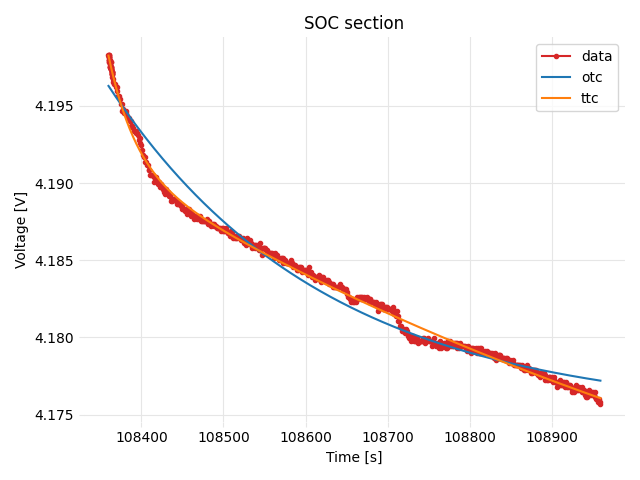 SOC section
data
otc
ttc
Voltage [V]
4.195
4.190
4.185
4.180
4.175
108400 108500 108600 108700 108800 108900
Time [s]